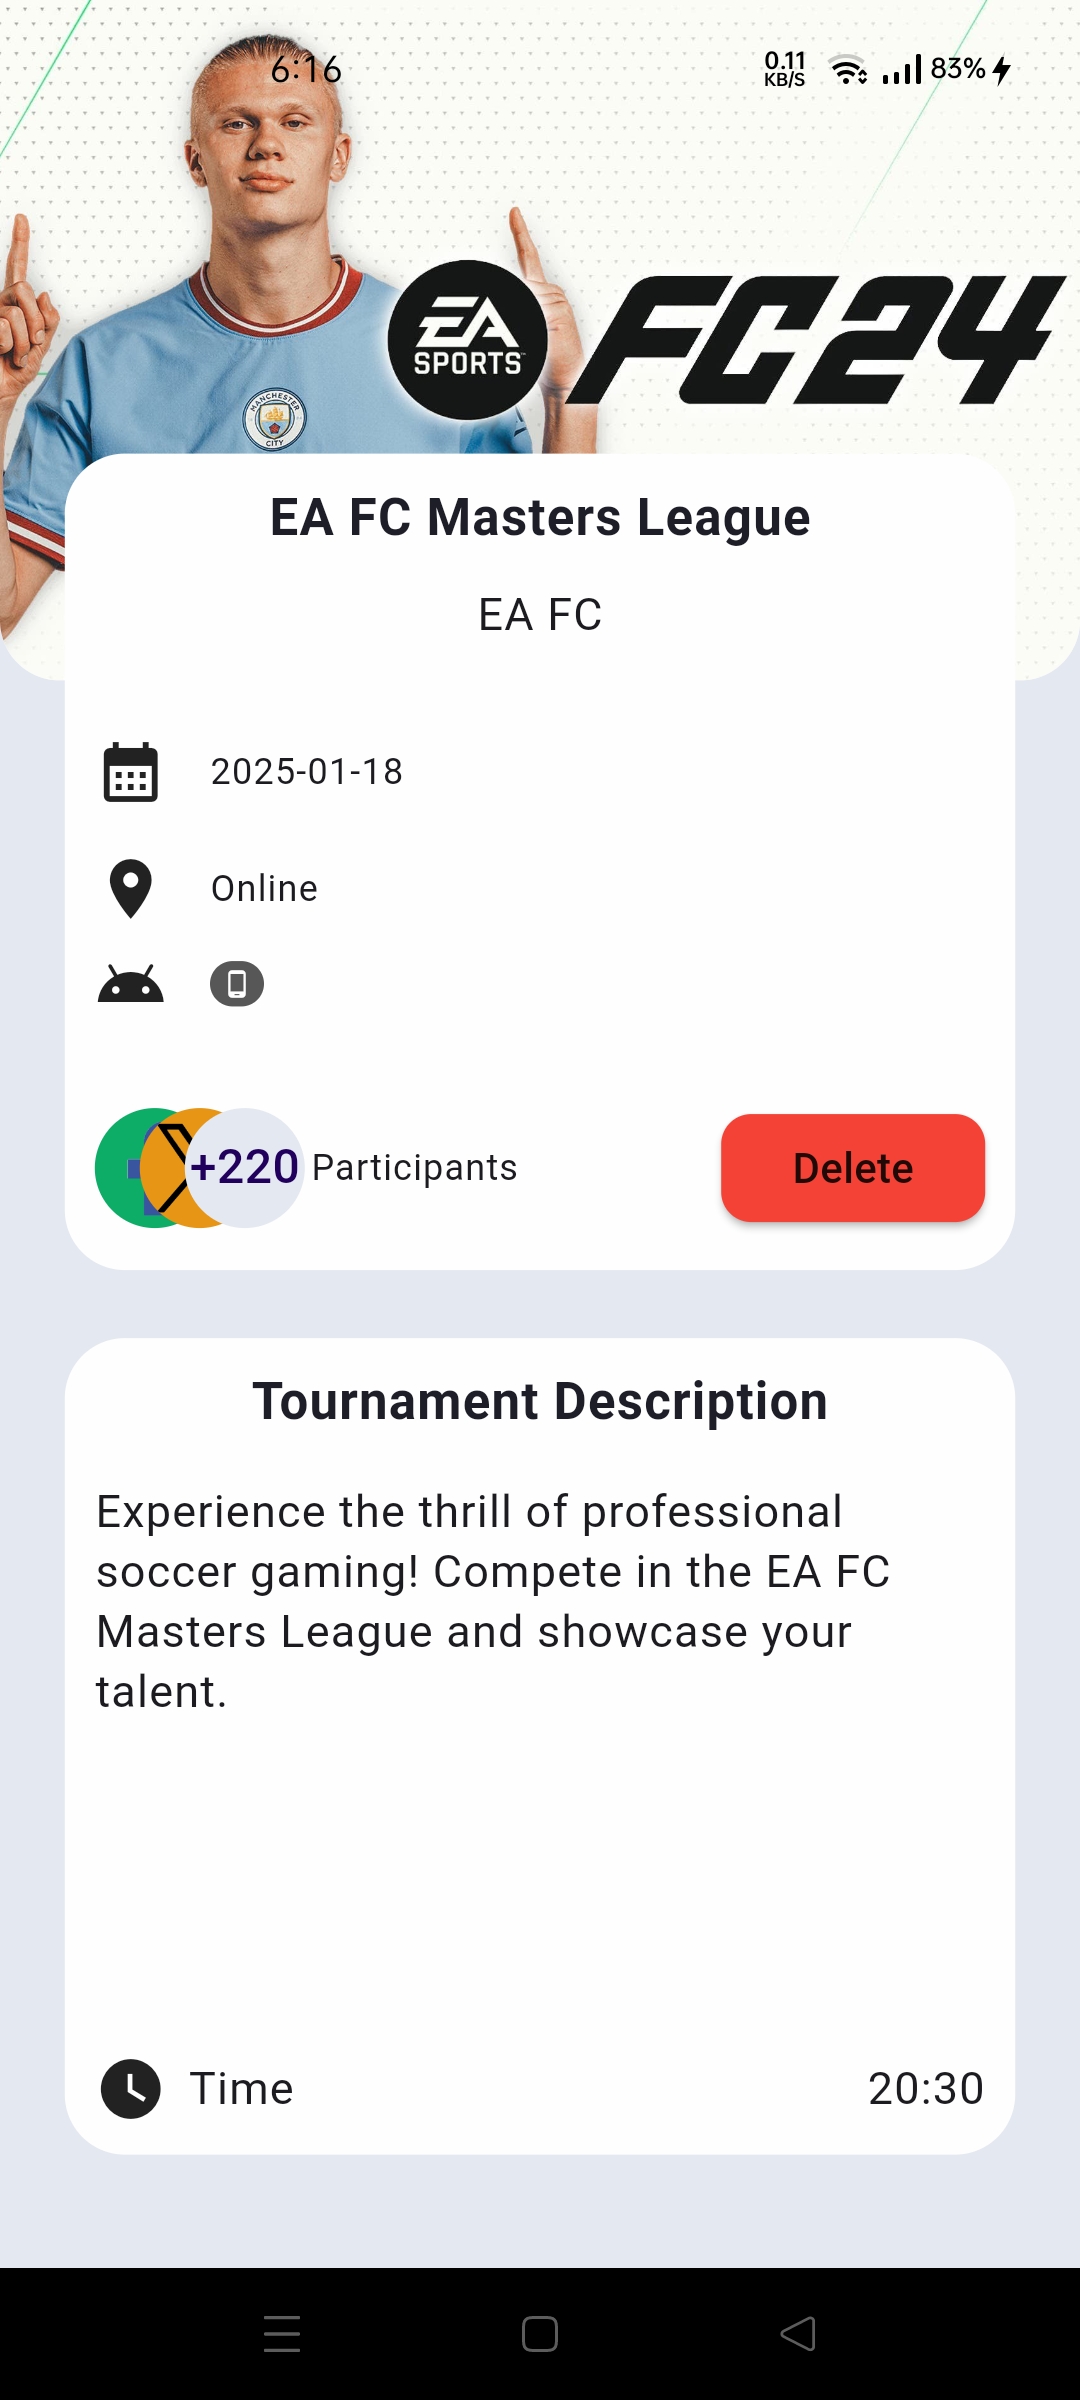 6:16
0.11
KB/S
83%
EA
SPORTS
FC24
MANCHESTER
CITY
EA FC Masters League
EA FC
2025-01-18
Online
+220 Participants
Delete
Tournament Description
Experience the thrill of professional
soccer gaming! Compete in the EA FC
Masters League and showcase your
talent.
Time
20:30